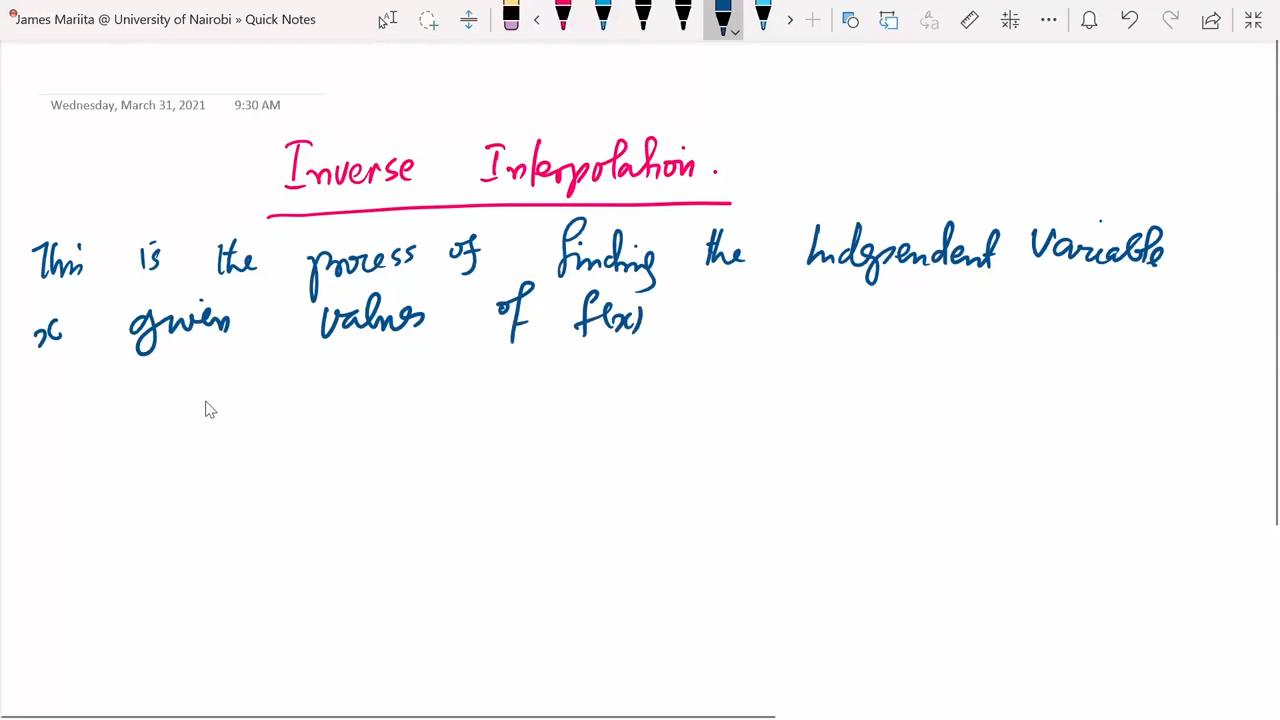 James Mariita @ University of Nairobi » Quick Notes
Wednesday, March 31, 2021 9:30 AM
Inverse Interpolation.
This is the process of finding the Independent variable
x given values of f(x)